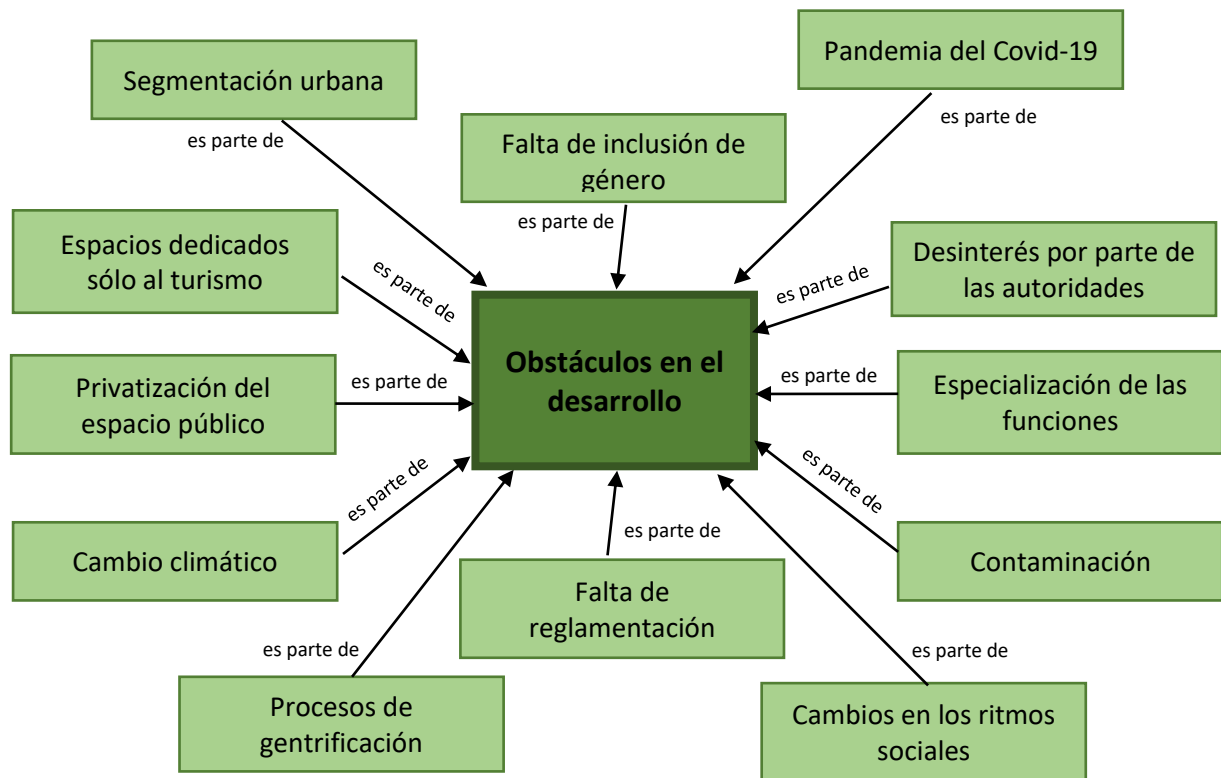 Segmentación urbana
Pandemia del Covid-19
es parte de
es parte de
Falta de inclusión de
género
es parte de
Espacios dedicados
sólo al turismo
es parte de
Desinterés por parte de
las autoridades
es parte de
Obstáculos en el
desarrollo
Privatización del
espacio público
es parte de
Especialización de las
funciones
es parte de
Cambio climático
es parte de
Contaminación
es parte de
es parte de
Falta de
reglamentación
es parte de
Procesos de
gentrificación
es parte de
Cambios en los ritmos
sociales